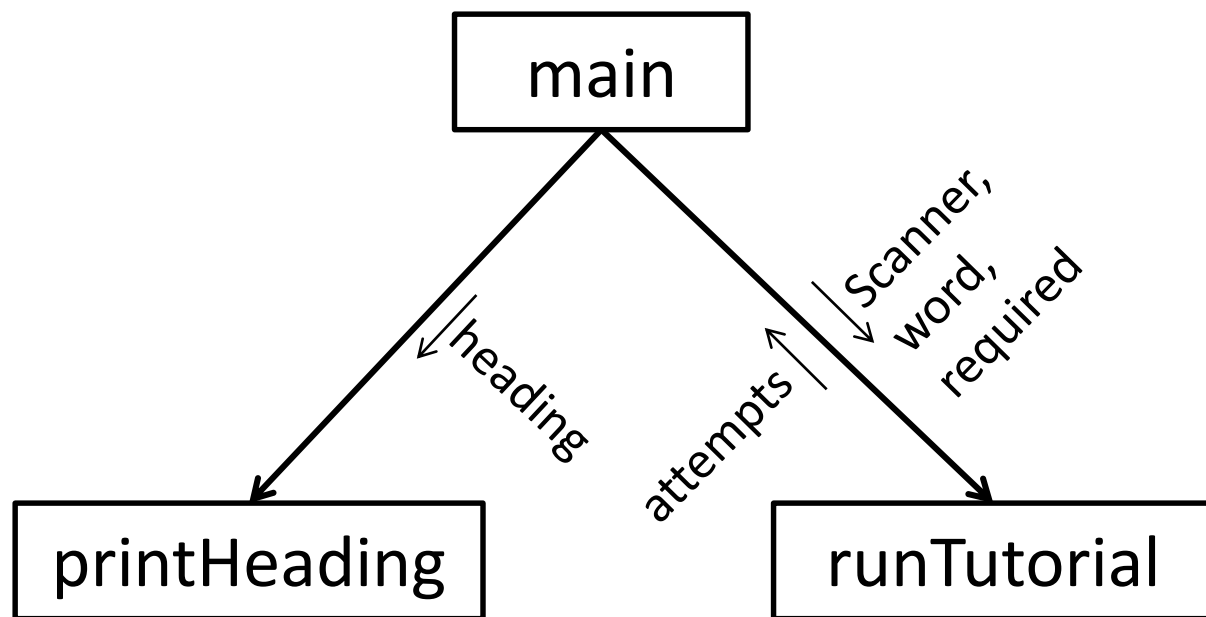 main
Scanner,
word,
required
heading
attempts
printHeading
runTutorial